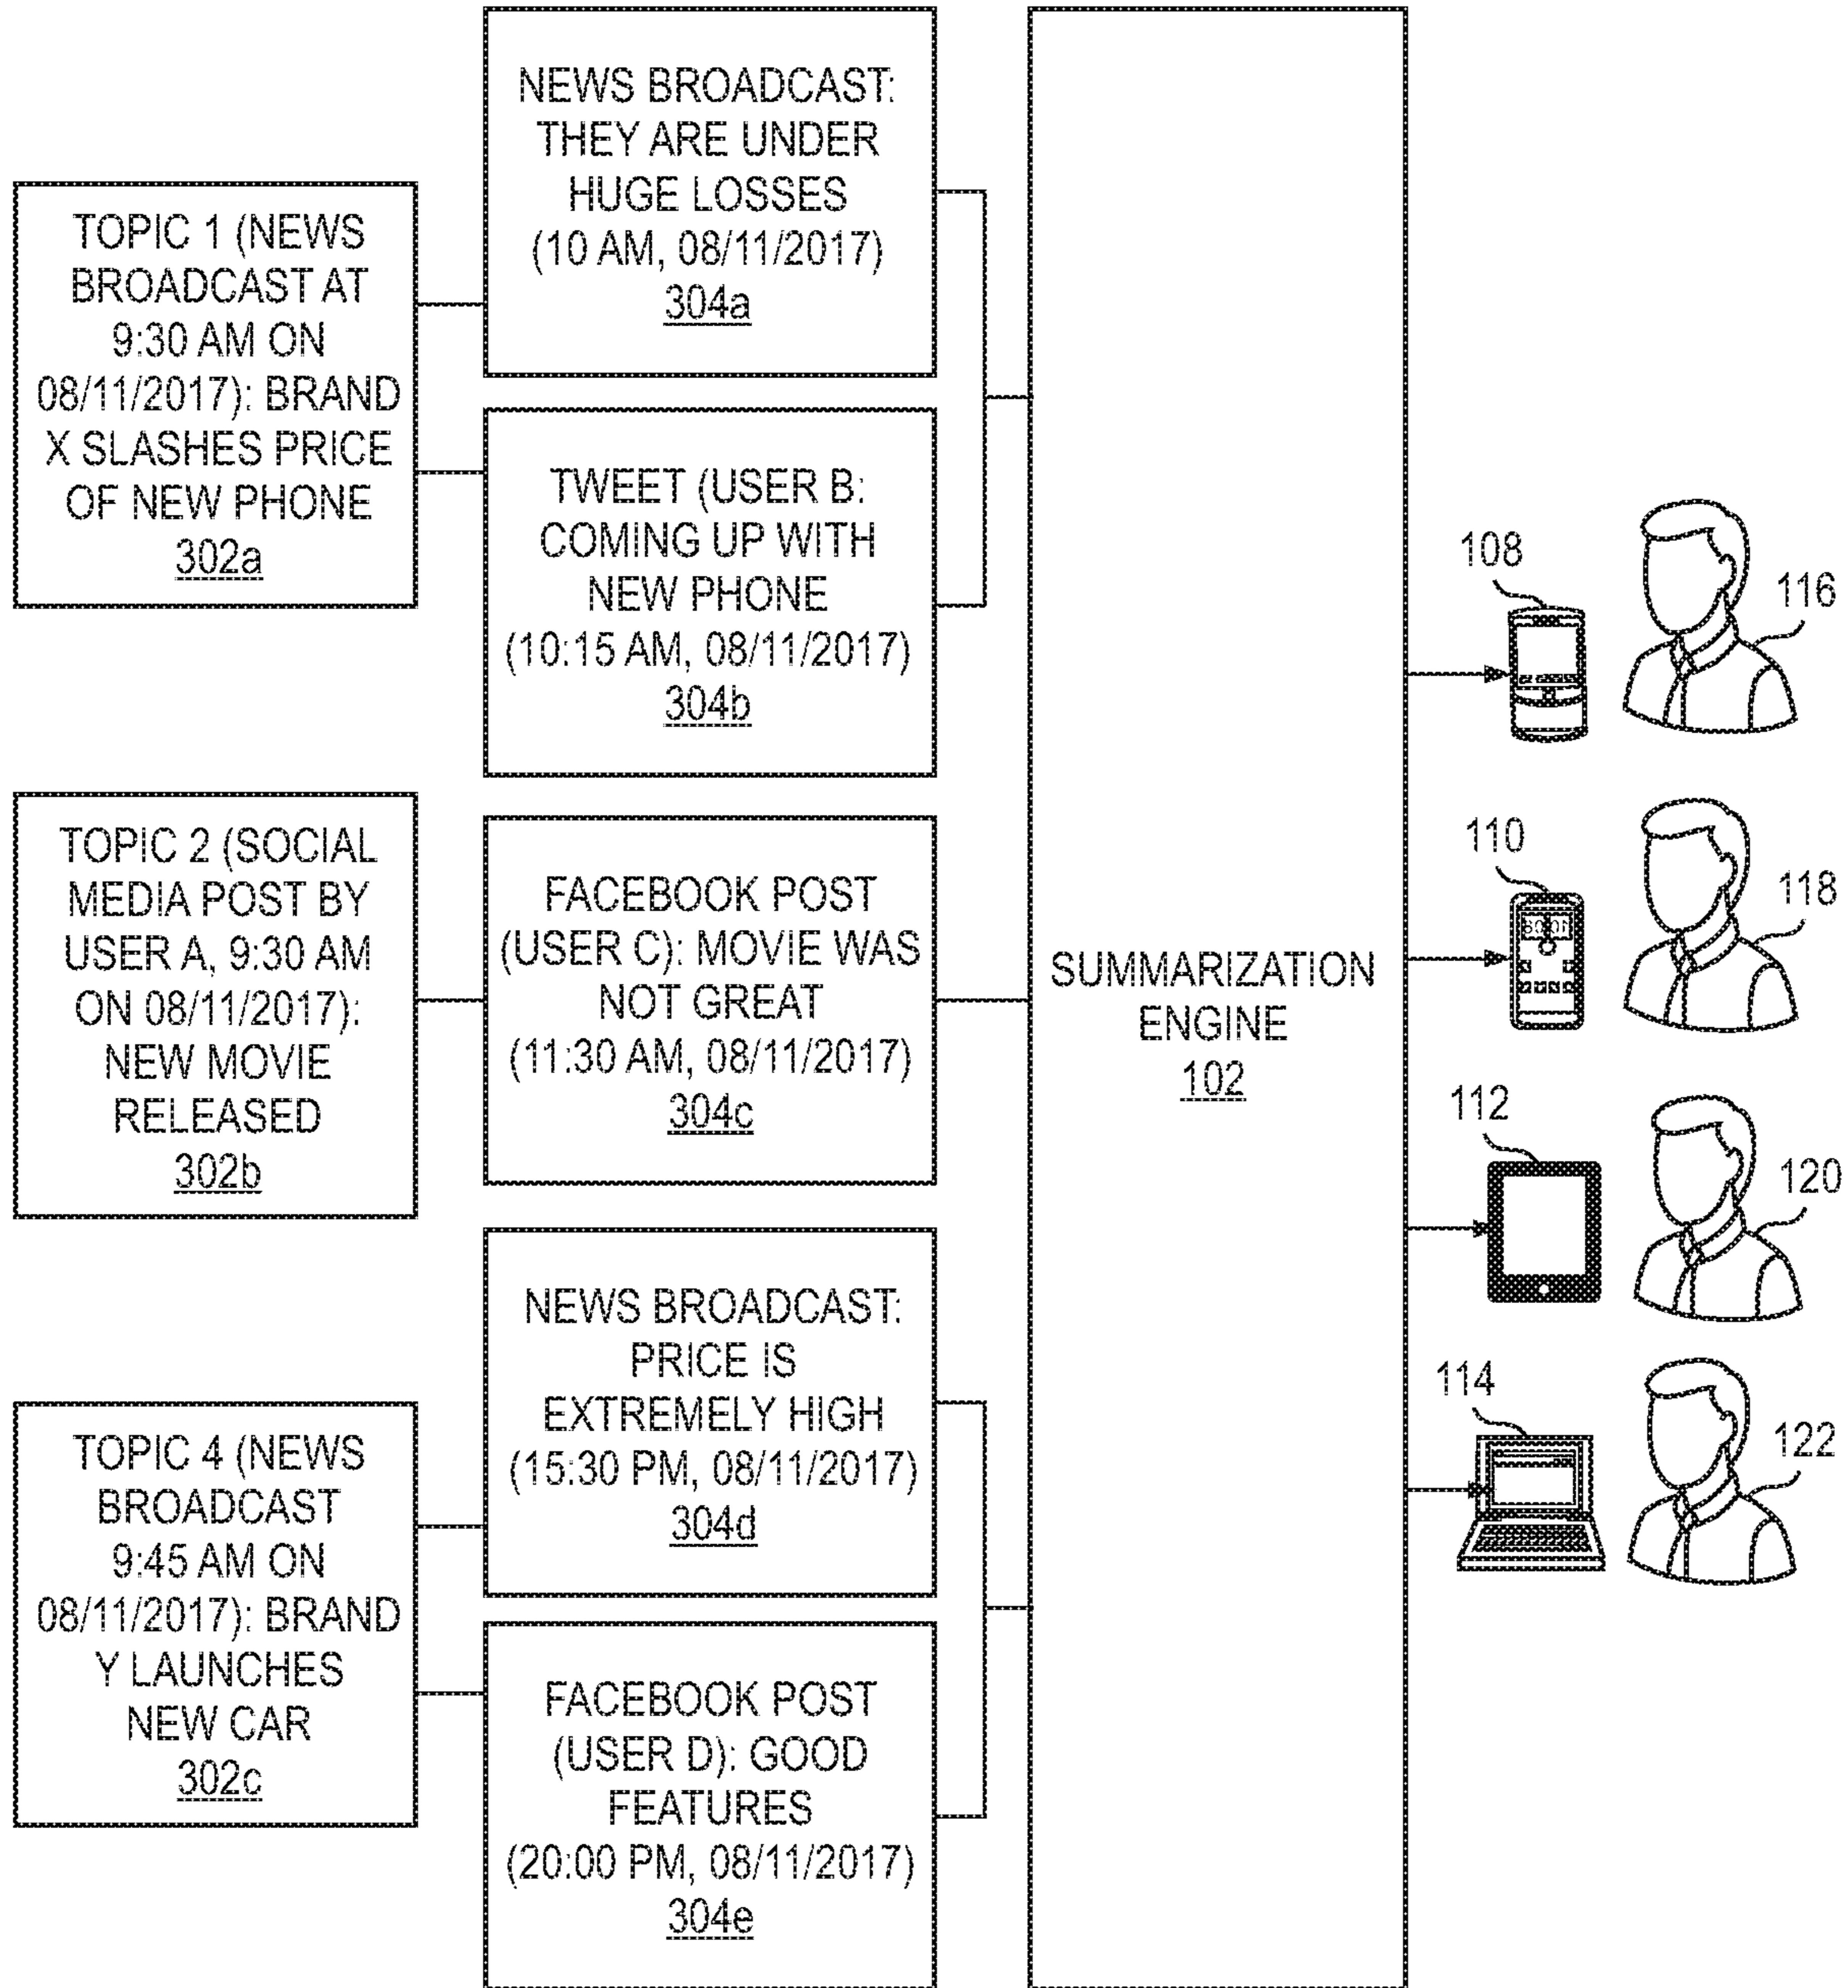 TOPIC 1 (NEWS
BROADCAST AT
9:30 AM ON
08/11/2017): BRAND
X SLASHES PRICE
OF NEW PHONE
302a
NEWS BROADCAST:
THEY ARE UNDER
HUGE LOSSES
(10 AM, 08/11/2017)
304a
TWEET (USER B:
COMING UP WITH
NEW PHONE
(10:15 AM, 08/11/2017)
304b
TOPIC 2 (SOCIAL
MEDIA POST BY
USER A, 9:30 AM
ON 08/11/2017):
NEW MOVIE
RELEASED
302b
FACEBOOK POST
(USER C): MOVIE WAS
NOT GREAT
(11:30 AM, 08/11/2017)
304c
TOPIC 4 (NEWS
BROADCAST
9:45 AM ON
08/11/2017): BRAND
Y LAUNCHES
NEW CAR
302c
NEWS BROADCAST:
PRICE IS
EXTREMELY HIGH
(15:30 PM, 08/11/2017)
304d
FACEBOOK POST
(USER D): GOOD
FEATURES
(20:00 PM, 08/11/2017)
304e
SUMMARIZATION
ENGINE
102
108
116
110
118
112
120
114
122